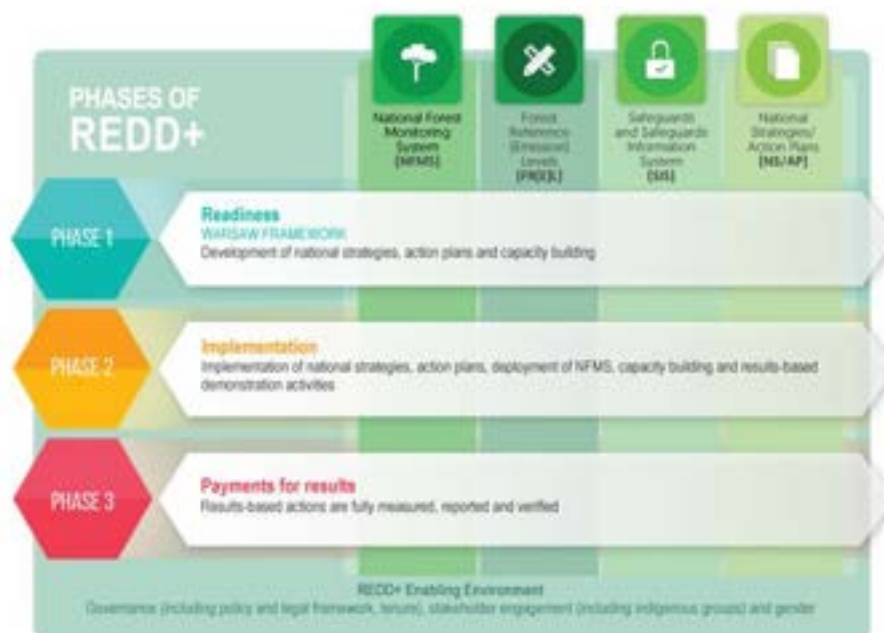 PHASES OF
REDD+
National Forest
Monitoring
System
[NFMS]
Forest
Reference
(Emission)
Levels
[FR(E)L]
Safeguards
and Safeguards
Information
System
[SIS]
National
Strategies/
Action Plans
[NS/AP]
PHASE 1
Readiness
WARSAW FRAMEWORK
Development of national strategies, action plans and capacity building
PHASE 2
Implementation
Implementation of national strategies, action plans, deployment of NFMS, capacity building and results-based
demonstration activities
PHASE 3
Payments for results
Results-based actions are fully measured, reported and verified
REDD+ Enabling Environment
Governance (including policy and legal framework, tenure), stakeholder engagement (including indigenous groups) and gender